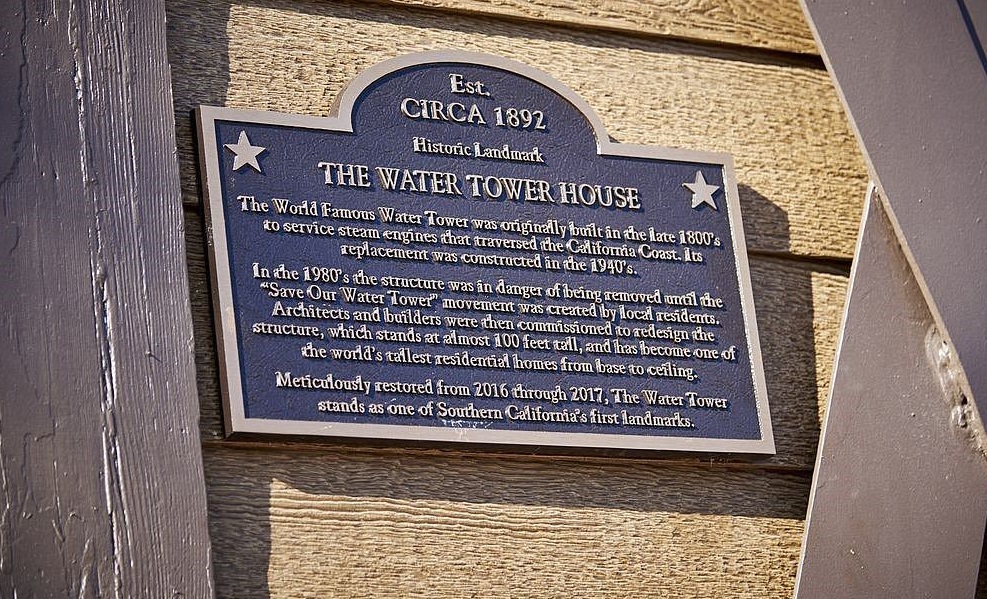 Est.
CIRCA 1892
Historic Landmark
THE WATER TOWER HOUSE
The World Famous Water Tower was originally built in the late 1800's
to service steam engines that traversed the California Coast. Its
replacement was constructed in the 1940's.
In the 1980's the structure was in danger of being removed until the
"Save Our Water Tower" movement was created by local residents.
Architects and builders were then commissioned to redesign the
structure, which stands at almost 100 feet tall, and has become one of
the world's tallest residential homes from base to ceiling.
Meticulously restored from 2016 through 2017, The Water Tower
stands as one of Southern California's first landmarks.